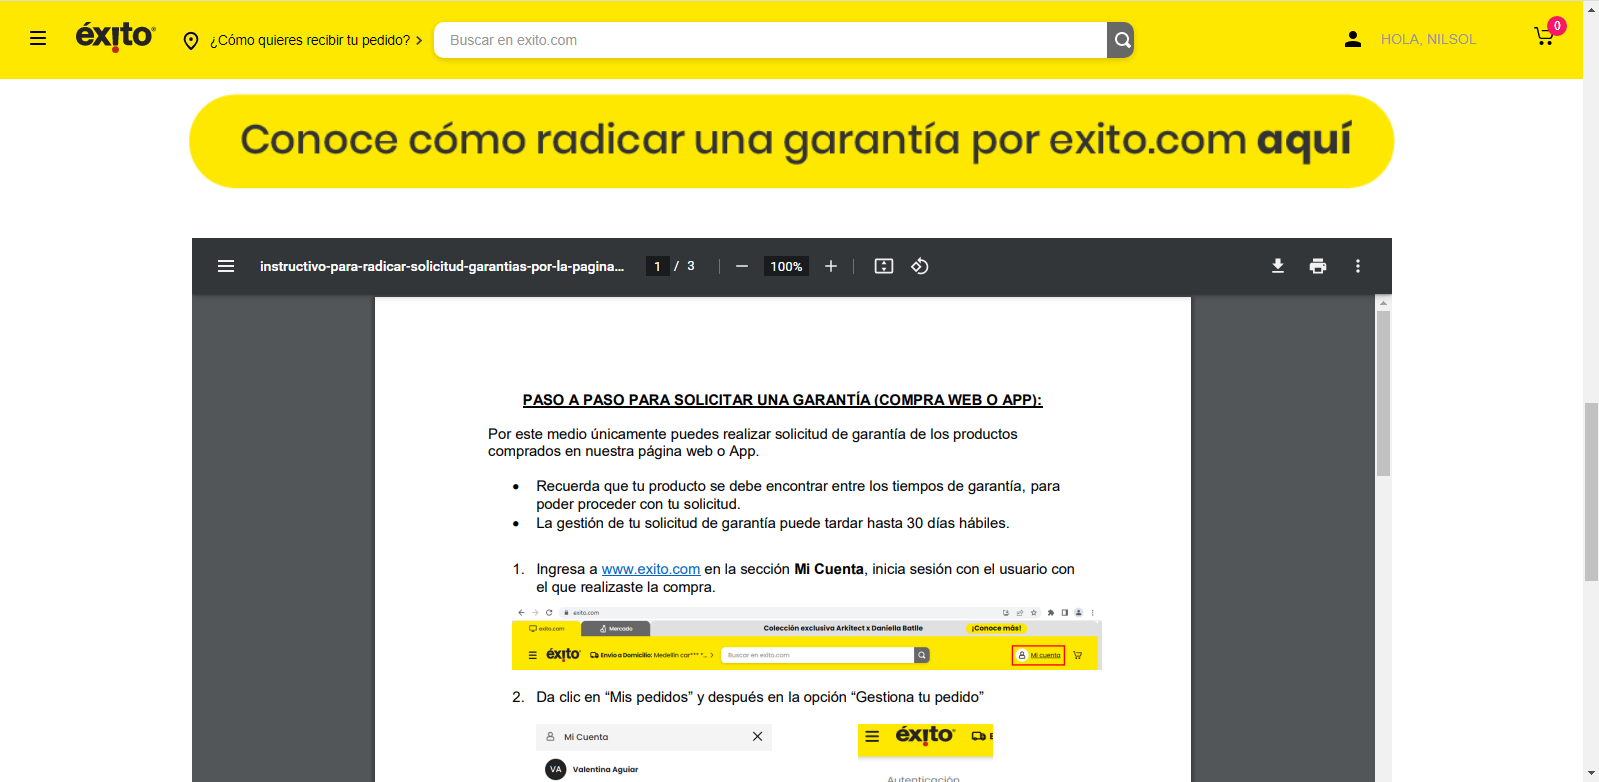 éxito
¿Cómo quieres recibir tu pedido?
Buscar en exito.com
HOLA, NILSOL
0
Conoce cómo radicar una garantía por exito.com aquí
instructivo-para-radicar-solicitud-garantias-por-la-pagina...
1 / 3
100%
PASO A PASO PARA SOLICITAR UNA GARANTÍA (COMPRA WEB O APP):
Por este medio únicamente puedes realizar solicitud de garantía de los productos
comprados en nuestra página web o App.
• Recuerda que tu producto se debe encontrar entre los tiempos de garantía, para
poder proceder con tu solicitud.
• La gestión de tu solicitud de garantía puede tardar hasta 30 días hábiles.
1. Ingresa a www.exito.com en la sección Mi Cuenta, inicia sesión con el usuario con
el que realizaste la compra.
exito.com
exito.com
Mercado
Colección exclusiva Arkitect x Daniella Batlle
¡Conoce más!
éxito
Envío a Domicilio: Medellin car*** *...
Buscar en exito.com
Mi cuenta
2. Da clic en “Mis pedidos” y después en la opción “Gestiona tu pedido”
Mi Cuenta
éxito
VA
Valentina Aguiar
Autenticación